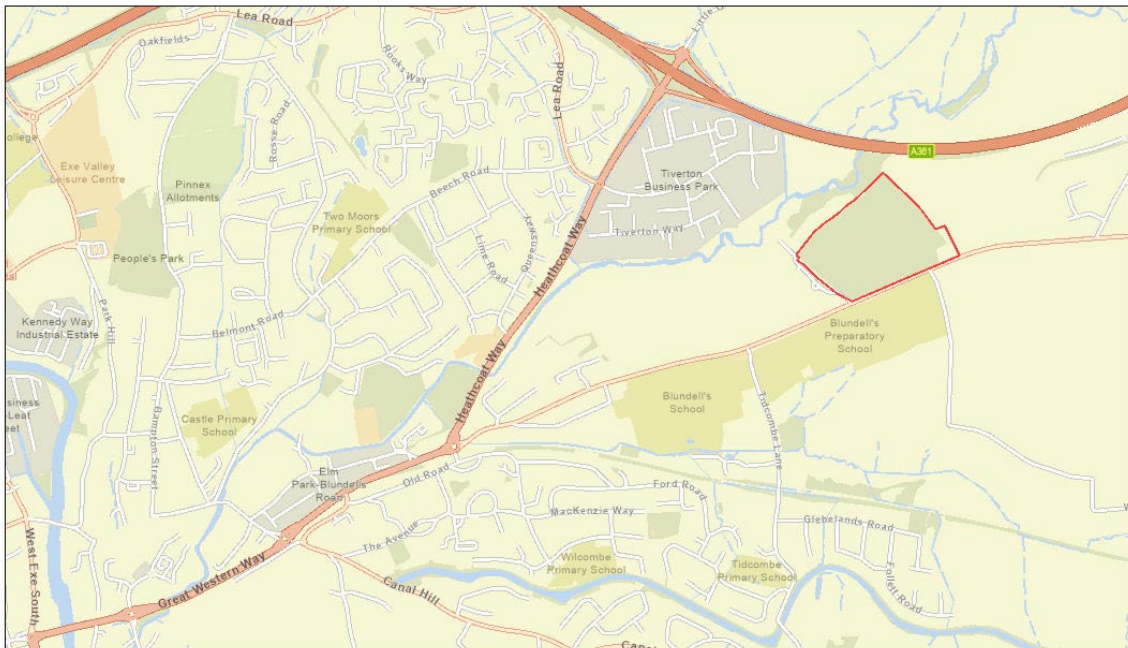 Lea Road
Oakfields
Rooks Way
Lea Road
A361
ollege
Exe Valley
Leisure Centre
Pinnex
Allotments
Rosse Road
Beech Road
Two Moors
Primary School
Tiverton
Business Park
Tiverton Way
People's Park
Lime Road
Queensway
Heathcoat Way
Park Hill
Kennedy Way
Industrial Estate
Belmont Road
Blundell's
Preparatory
School
Heathcoat Way
Blundell's
School
Tidcombe Lane
usiness
-Leat
eet
Castle Primary
School
Bampton Street
Elm
Park-Blundells
Road
Old Road
Ford Road
MacKenzie Way
Glebelands Road
The Avenue
Wilcombe
Primary School
Tidcombe
Primary School
Follett Road
West-Exe-South
Great Western Way
Canal Hill